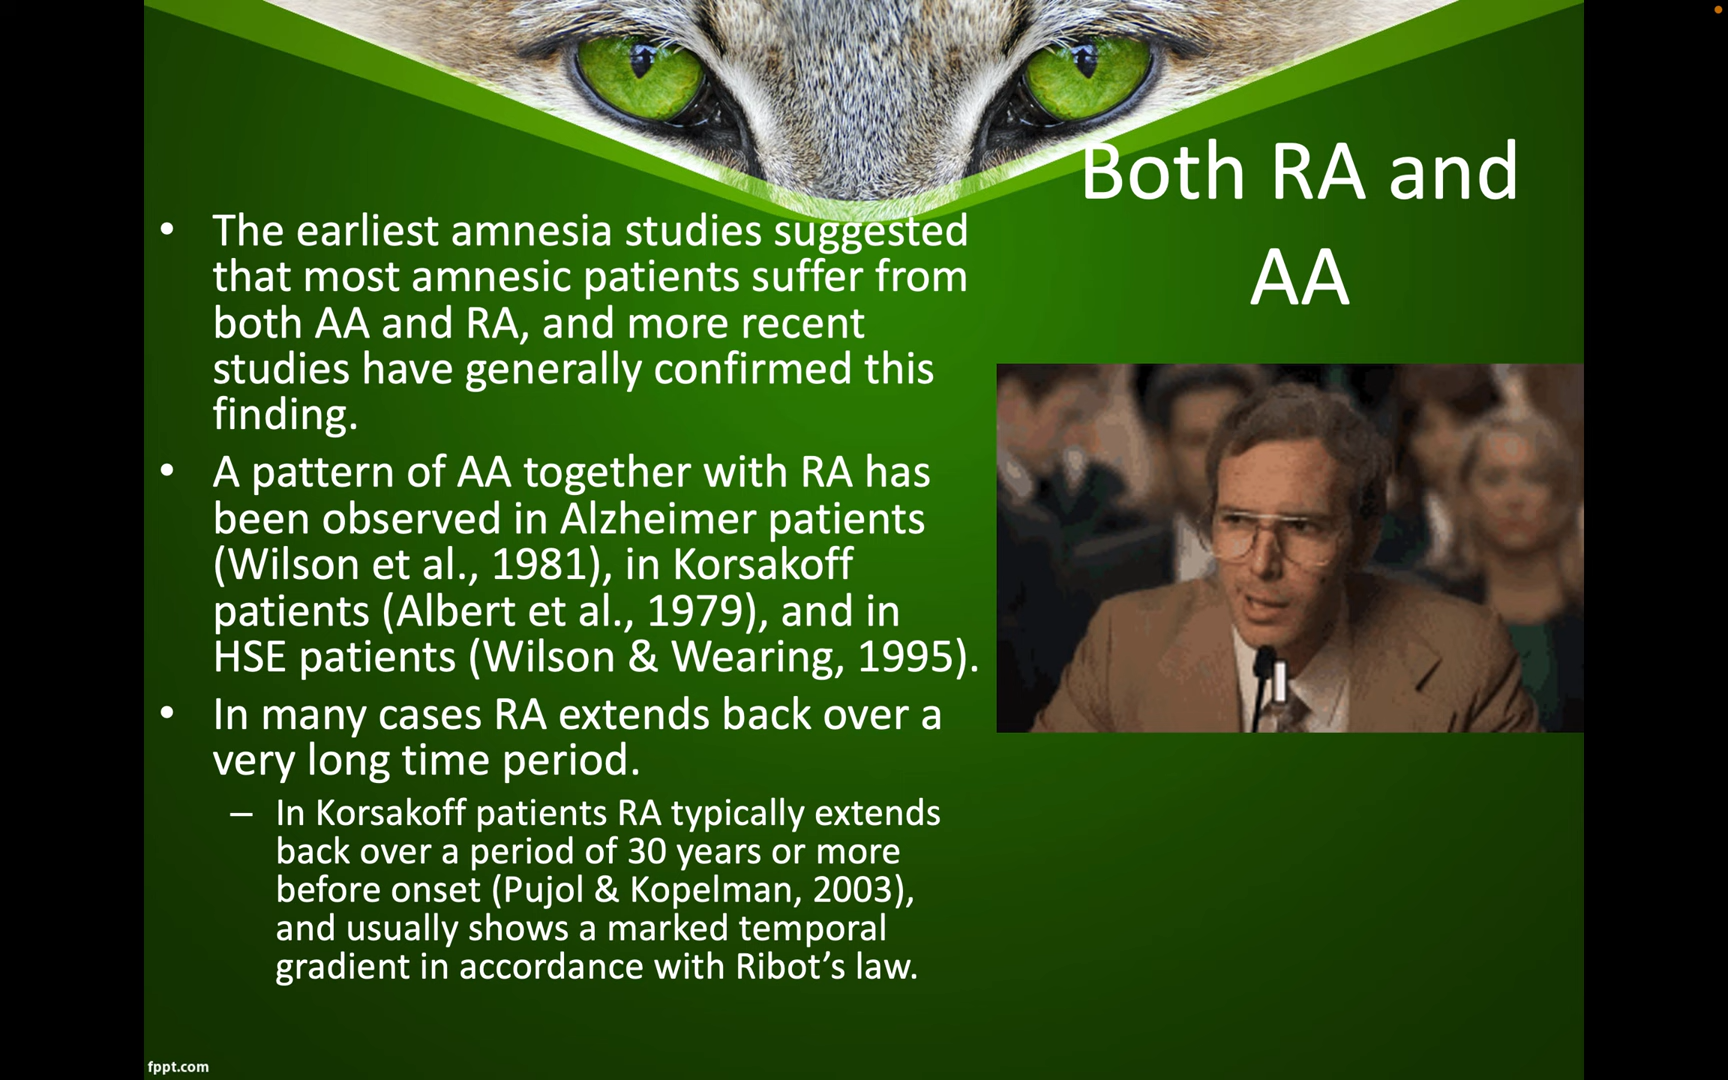 Both RA and
AA
• The earliest amnesia studies suggested
that most amnesic patients suffer from
both AA and RA, and more recent
studies have generally confirmed this
finding.
• A pattern of AA together with RA has
been observed in Alzheimer patients
(Wilson et al., 1981), in Korsakoff
patients (Albert et al., 1979), and in
HSE patients (Wilson & Wearing, 1995).
• In many cases RA extends back over a
very long time period.
– In Korsakoff patients RA typically extends
back over a period of 30 years or more
before onset (Pujol & Kopelman, 2003),
and usually shows a marked temporal
gradient in accordance with Ribot’s law.
fppt.com